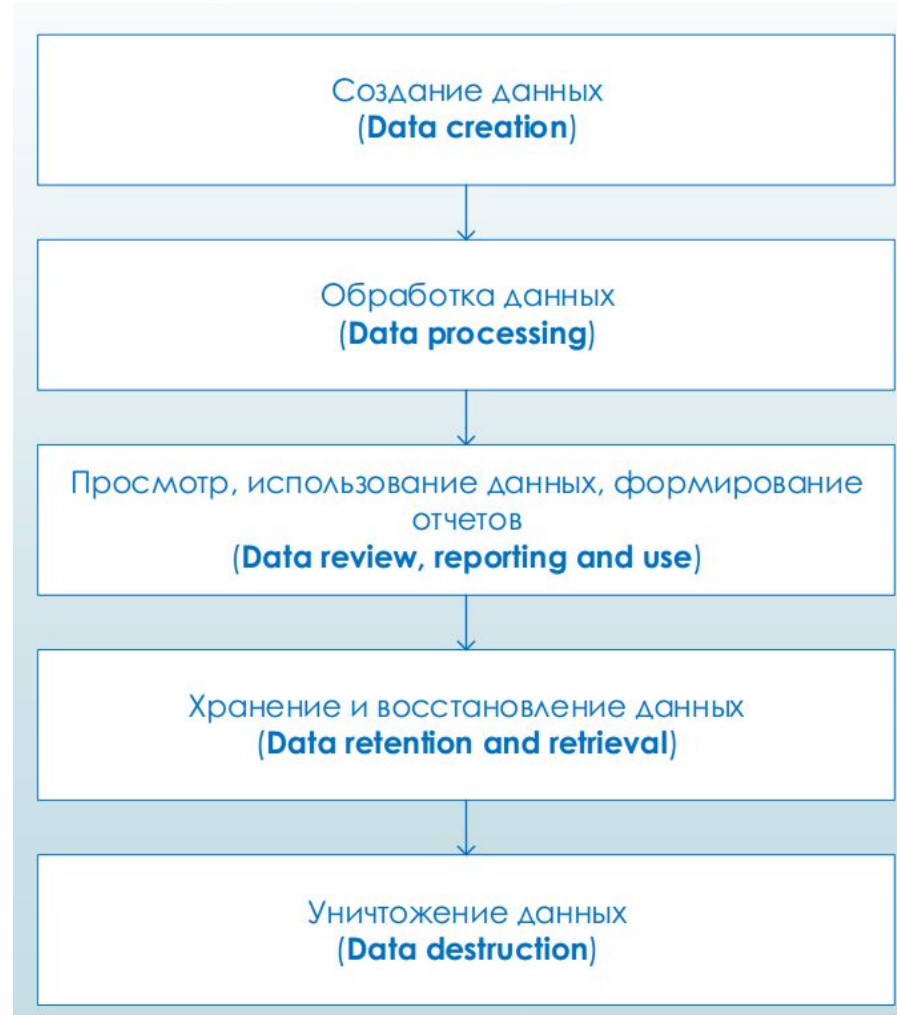 Создание данных
(Data creation)
Обработка данных
(Data processing)
Просмотр, использование данных, формирование
отчетов
(Data review, reporting and use)
Хранение и восстановление данных
(Data retention and retrieval)
Уничтожение данных
(Data destruction)